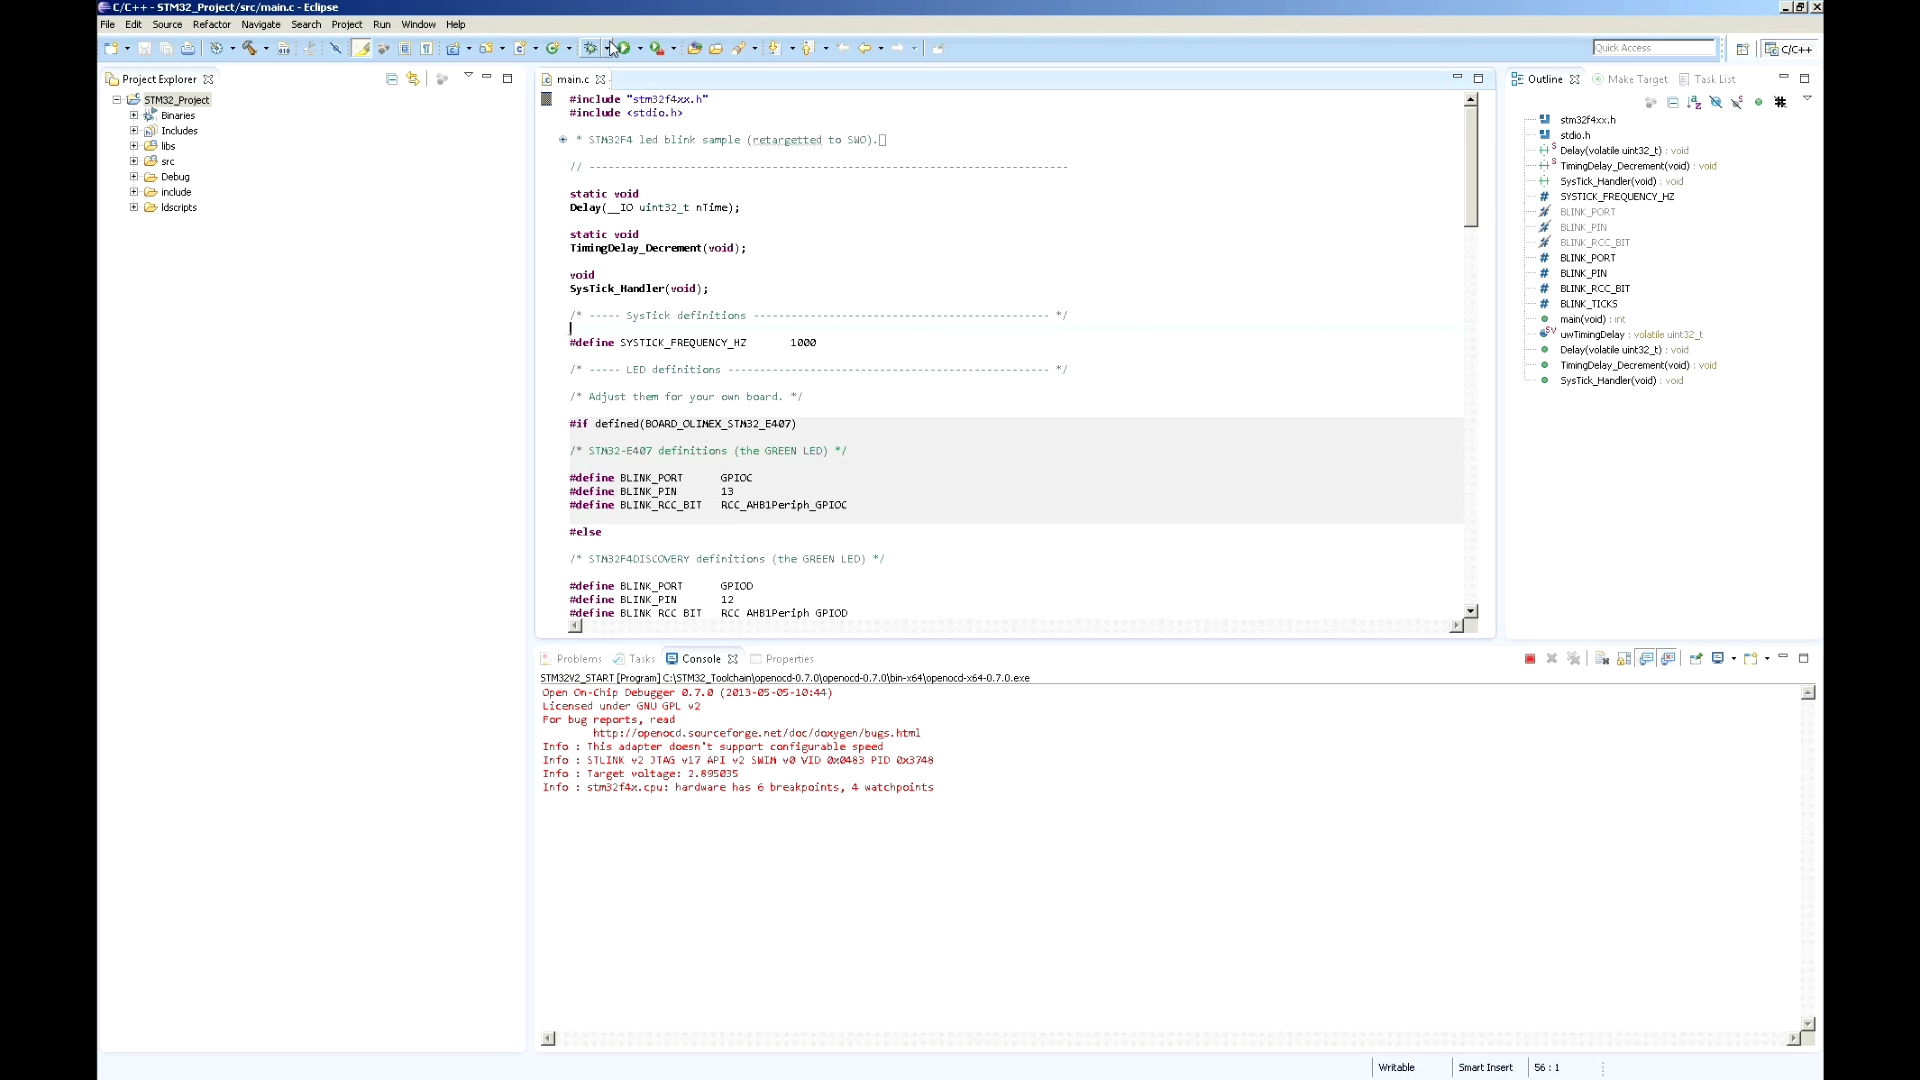 C/C++ - STM32_Project/src/main.c - Eclipse
File Edit Source Refactor Navigate Search Project Run Window Help
Quick Access
C/C++
Project Explorer
STM32_Project
Binaries
Includes
libs
src
Debug
include
ldscripts
main.c
#include "stm32f4xx.h"
#include <stdio.h>
* STM32F4 led blink sample (retargetted to SWO).
// ----------------------------------------------------------------------------
static void
Delay(__IO uint32_t nTime);
static void
TimingDelay_Decrement(void);
void
SysTick_Handler(void);
/* ----- SysTick definitions ----------------------------------------------- */
#define SYSTICK_FREQUENCY_HZ       1000
/* ----- LED definitions --------------------------------------------------- */
/* Adjust them for your own board. */
#if defined(BOARD_OLIMEX_STM32_E407)
/* STM32-E407 definitions (the GREEN LED) */
#define BLINK_PORT      GPIOC
#define BLINK_PIN       13
#define BLINK_RCC_BIT   RCC_AHB1Periph_GPIOC
#else
/* STM32F4DISCOVERY definitions (the GREEN LED) */
#define BLINK_PORT      GPIOD
#define BLINK_PIN       12
#define BLINK_RCC_BIT   RCC_AHB1Periph_GPIOD
Outline Make Target Task List
stm32f4xx.h
stdio.h
Delay(volatile uint32_t) : void
TimingDelay_Decrement(void) : void
SysTick_Handler(void) : void
SYSTICK_FREQUENCY_HZ
BLINK_PORT
BLINK_PIN
BLINK_RCC_BIT
BLINK_PORT
BLINK_PIN
BLINK_RCC_BIT
BLINK_TICKS
main(void) : int
uwTimingDelay : volatile uint32_t
Delay(volatile uint32_t) : void
TimingDelay_Decrement(void) : void
SysTick_Handler(void) : void
Problems Tasks Console Properties
STM32V2_START [Program] C:\STM32_Toolchain\openocd-0.7.0\openocd-0.7.0\bin-x64\openocd-x64-0.7.0.exe
Open On-Chip Debugger 0.7.0 (2013-05-05-10:44)
Licensed under GNU GPL v2
For bug reports, read
http://openocd.sourceforge.net/doc/doxygen/bugs.html
Info : This adapter doesn't support configurable speed
Info : STLINK v2 JTAG v17 API v2 SWIM v0 VID 0x0483 PID 0x3748
Info : Target voltage: 2.895035
Info : stm32f4x.cpu: hardware has 6 breakpoints, 4 watchpoints
Writable Smart Insert 56 : 1